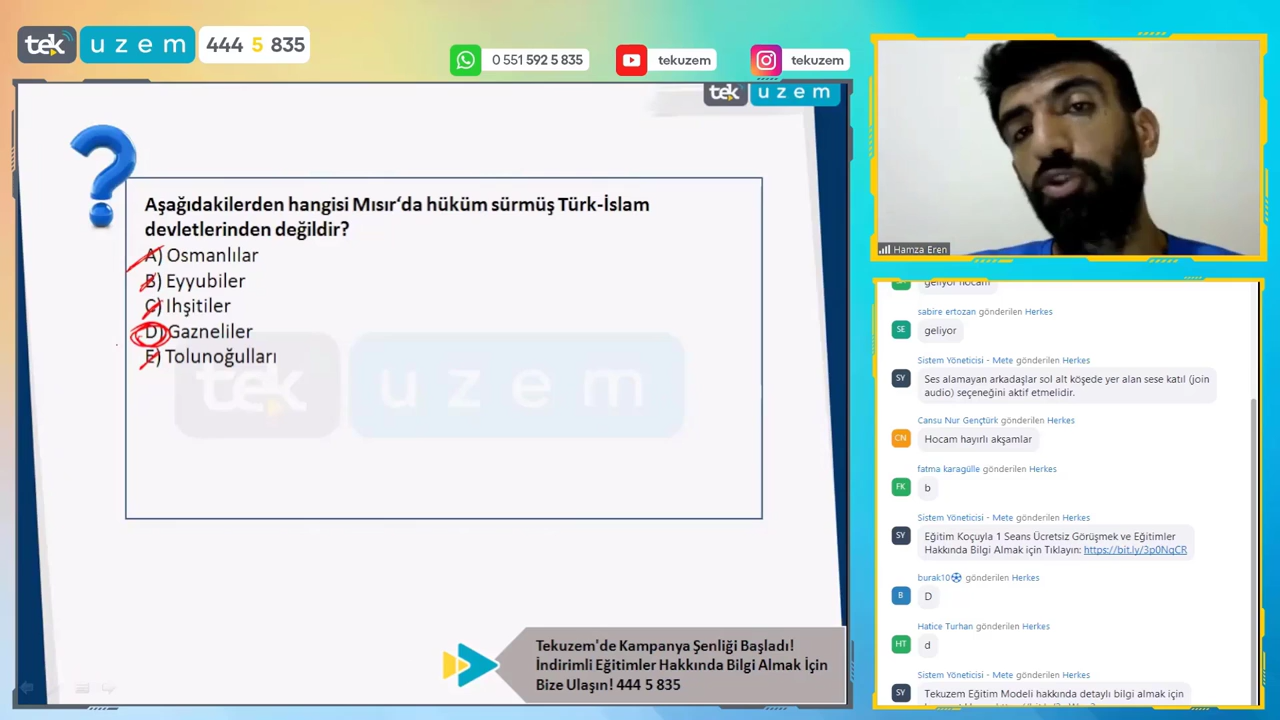 tek uzem 444 5 835
0 551 592 5 835
tekuzem
tekuzem
tek uzem
Aşağıdakilerden hangisi Mısır‘da hüküm sürmüş Türk-İslam
devletlerinden değildir?
A) Osmanlılar
B) Eyyubiler
C) Ihşitiler
D) Gazneliler
E) Tolunoğulları
tek uzem
Tekuzem'de Kampanya Şenliği Başladı!
İndirimli Eğitimler Hakkında Bilgi Almak İçin
Bize Ulaşın! 444 5 835
Hamza Eren
geliyor hocam
sabire ertozan gönderilen Herkes
SE geliyor
Sistem Yöneticisi - Mete gönderilen Herkes
SY Ses alamayan arkadaşlar sol alt köşede yer alan sese katıl (join
audio) seçeneğini aktif etmelidir.
Cansu Nur Gençtürk gönderilen Herkes
CN Hocam hayırlı akşamlar
fatma karagülle gönderilen Herkes
FK b
Sistem Yöneticisi - Mete gönderilen Herkes
SY Eğitim Koçuyla 1 Seans Ücretsiz Görüşmek ve Eğitimler
Hakkında Bilgi Almak için Tıklayın: https://bit.ly/3p0NqCR
burak10⚽ gönderilen Herkes
B D
Hatice Turhan gönderilen Herkes
HT d
Sistem Yöneticisi - Mete gönderilen Herkes
SY Tekuzem Eğitim Modeli hakkında detaylı bilgi almak için